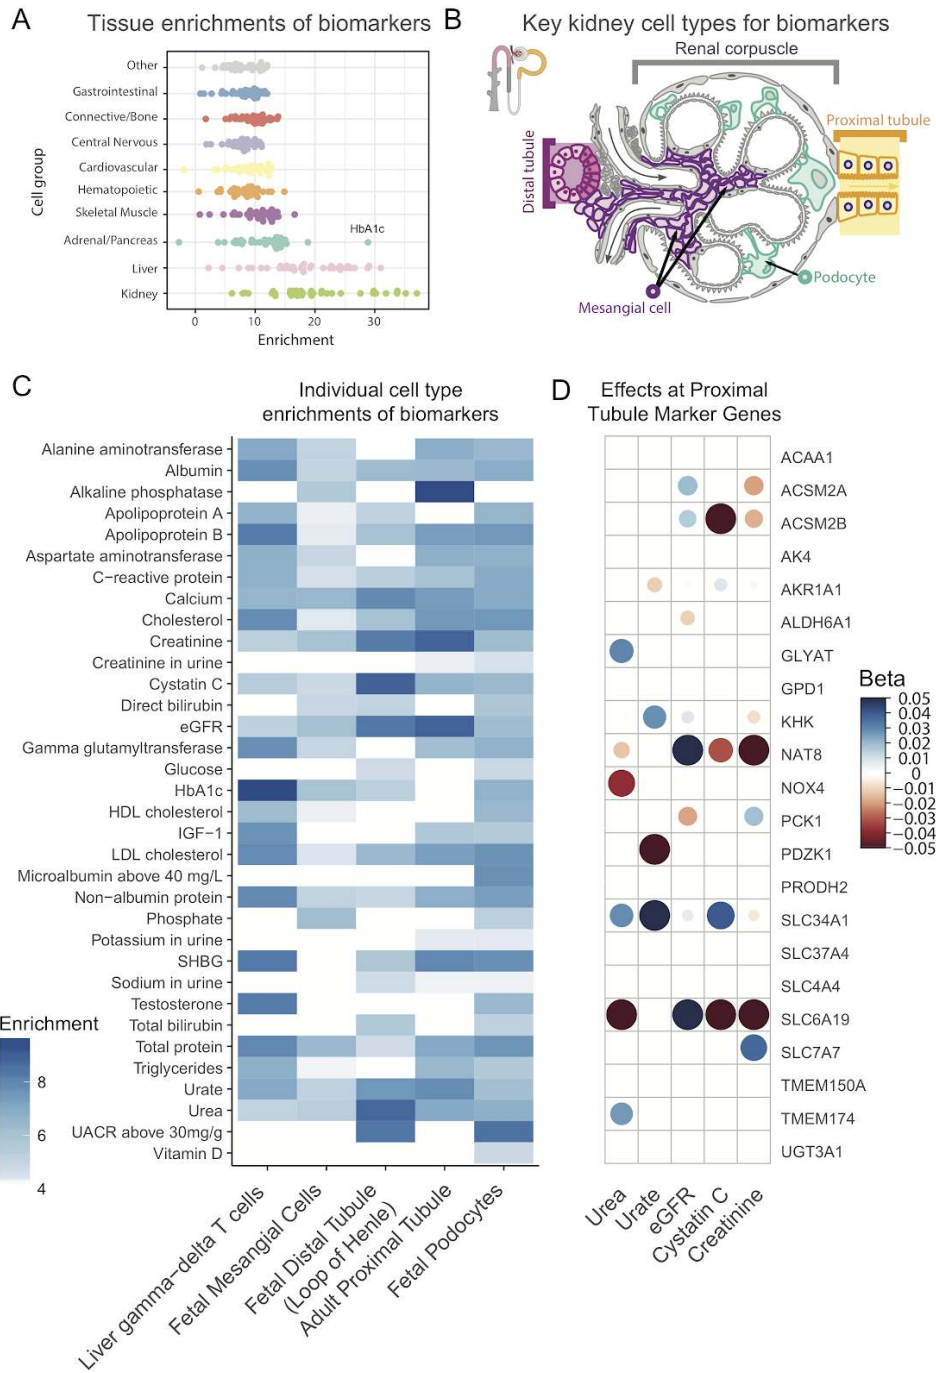 A
Tissue enrichments of biomarkers
Cell group
Other
Gastrointestinal
Connective/Bone
Central Nervous
Cardiovascular
Hematopoietic
Skeletal Muscle
Adrenal/Pancreas
Liver
Kidney
HbA1c
0
10
20
30
Enrichment
B
Key kidney cell types for biomarkers
Renal corpuscle
Distal tubule
Proximal tubule
Podocyte
Mesangial cell
C
Individual cell type
enrichments of biomarkers
Alanine aminotransferase
Albumin
Alkaline phosphatase
Apolipoprotein A
Apolipoprotein B
Aspartate aminotransferase
C−reactive protein
Calcium
Cholesterol
Creatinine
Creatinine in urine
Cystatin C
Direct bilirubin
eGFR
Gamma glutamyltransferase
Glucose
HbA1c
HDL cholesterol
IGF−1
LDL cholesterol
Microalbumin above 40 mg/L
Non−albumin protein
Phosphate
Potassium in urine
SHBG
Sodium in urine
Testosterone
Total bilirubin
Total protein
Triglycerides
Urate
Urea
UACR above 30mg/g
Vitamin D
Enrichment
8
6
4
Liver gamma−delta T cells
Fetal Mesangial Cells
Fetal Distal Tubule
(Loop of Henle)
Adult Proximal Tubule
Fetal Podocytes
D
Effects at Proximal
Tubule Marker Genes
ACAA1
ACSM2A
ACSM2B
AK4
AKR1A1
ALDH6A1
GLYAT
GPD1
KHK
NAT8
NOX4
PCK1
PDZK1
PRODH2
SLC34A1
SLC37A4
SLC4A4
SLC6A19
SLC7A7
TMEM150A
TMEM174
UGT3A1
Urea
Urate
eGFR
Cystatin C
Creatinine
Beta
0.05
0.04
0.03
0.02
0.01
0
−0.01
−0.02
−0.03
−0.04
−0.05